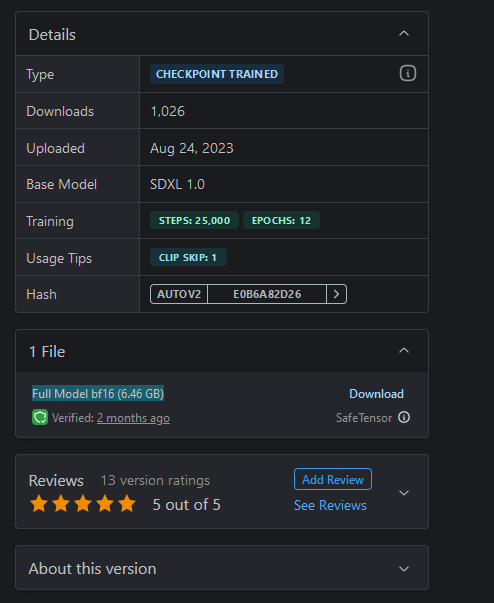 Details
Type CHECKPOINT TRAINED
Downloads 1,026
Uploaded Aug 24, 2023
Base Model SDXL 1.0
Training STEPS: 25,000 EPOCHS: 12
Usage Tips CLIP SKIP: 1
Hash AUTOV2 E0B6A82D26
1 File
Full Model bf16 (6.46 GB) Download
Verified: 2 months ago SafeTensor
Reviews 13 version ratings Add Review
5 out of 5 See Reviews
About this version